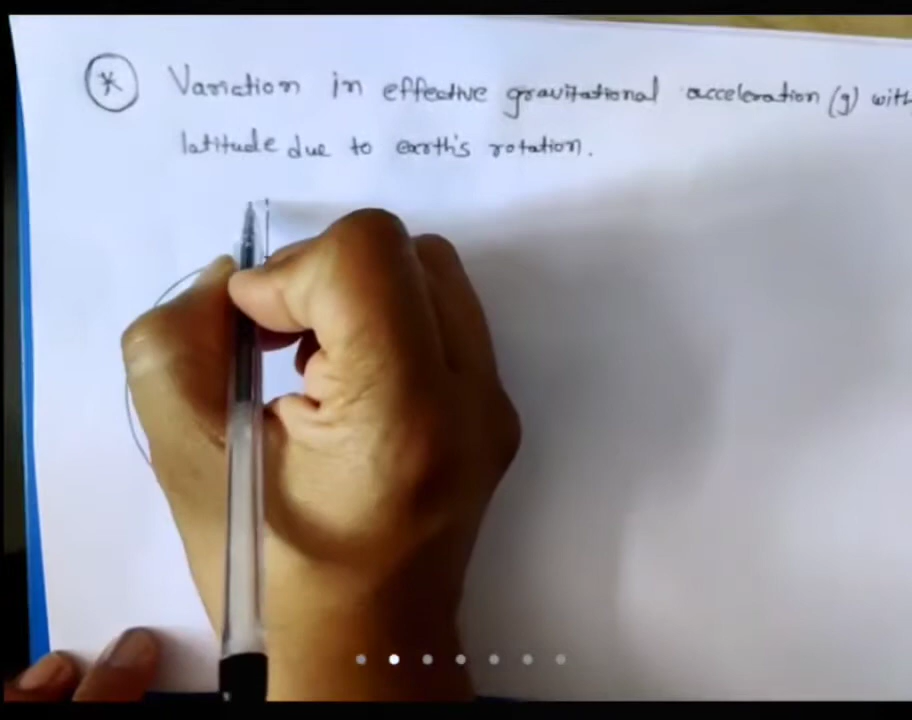 * Variation in effective gravitational acceleration (g) with
latitude due to earth's rotation.